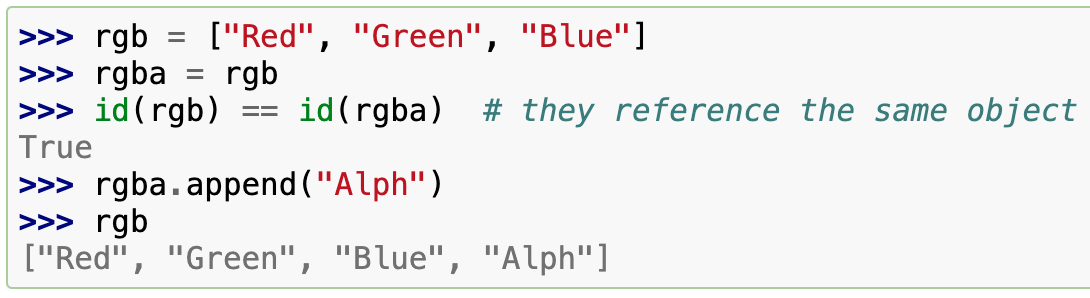 >>> rgb = ["Red", "Green", "Blue"]
>>> rgba = rgb
>>> id(rgb) == id(rgba)  # they reference the same object
True
>>> rgba.append("Alph")
>>> rgb
["Red", "Green", "Blue", "Alph"]